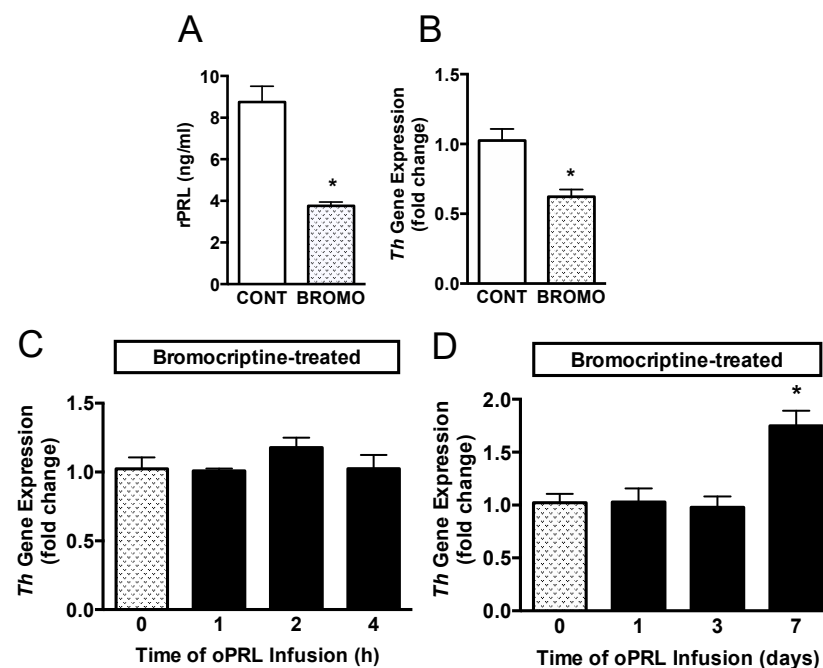 A
rPRL (ng/ml)
10
8
6
4
2
0
*
CONT BROMO
B
Th Gene Expression
(fold change)
1.5
1.0
0.5
0.0
*
CONT BROMO
C
Bromocriptine-treated
Th Gene Expression
(fold change)
1.5
1.0
0.5
0.0
0 1 2 4
Time of oPRL Infusion (h)
D
Bromocriptine-treated
Th Gene Expression
(fold change)
2.0
1.5
1.0
0.5
0.0
*
0 1 3 7
Time of oPRL Infusion (days)